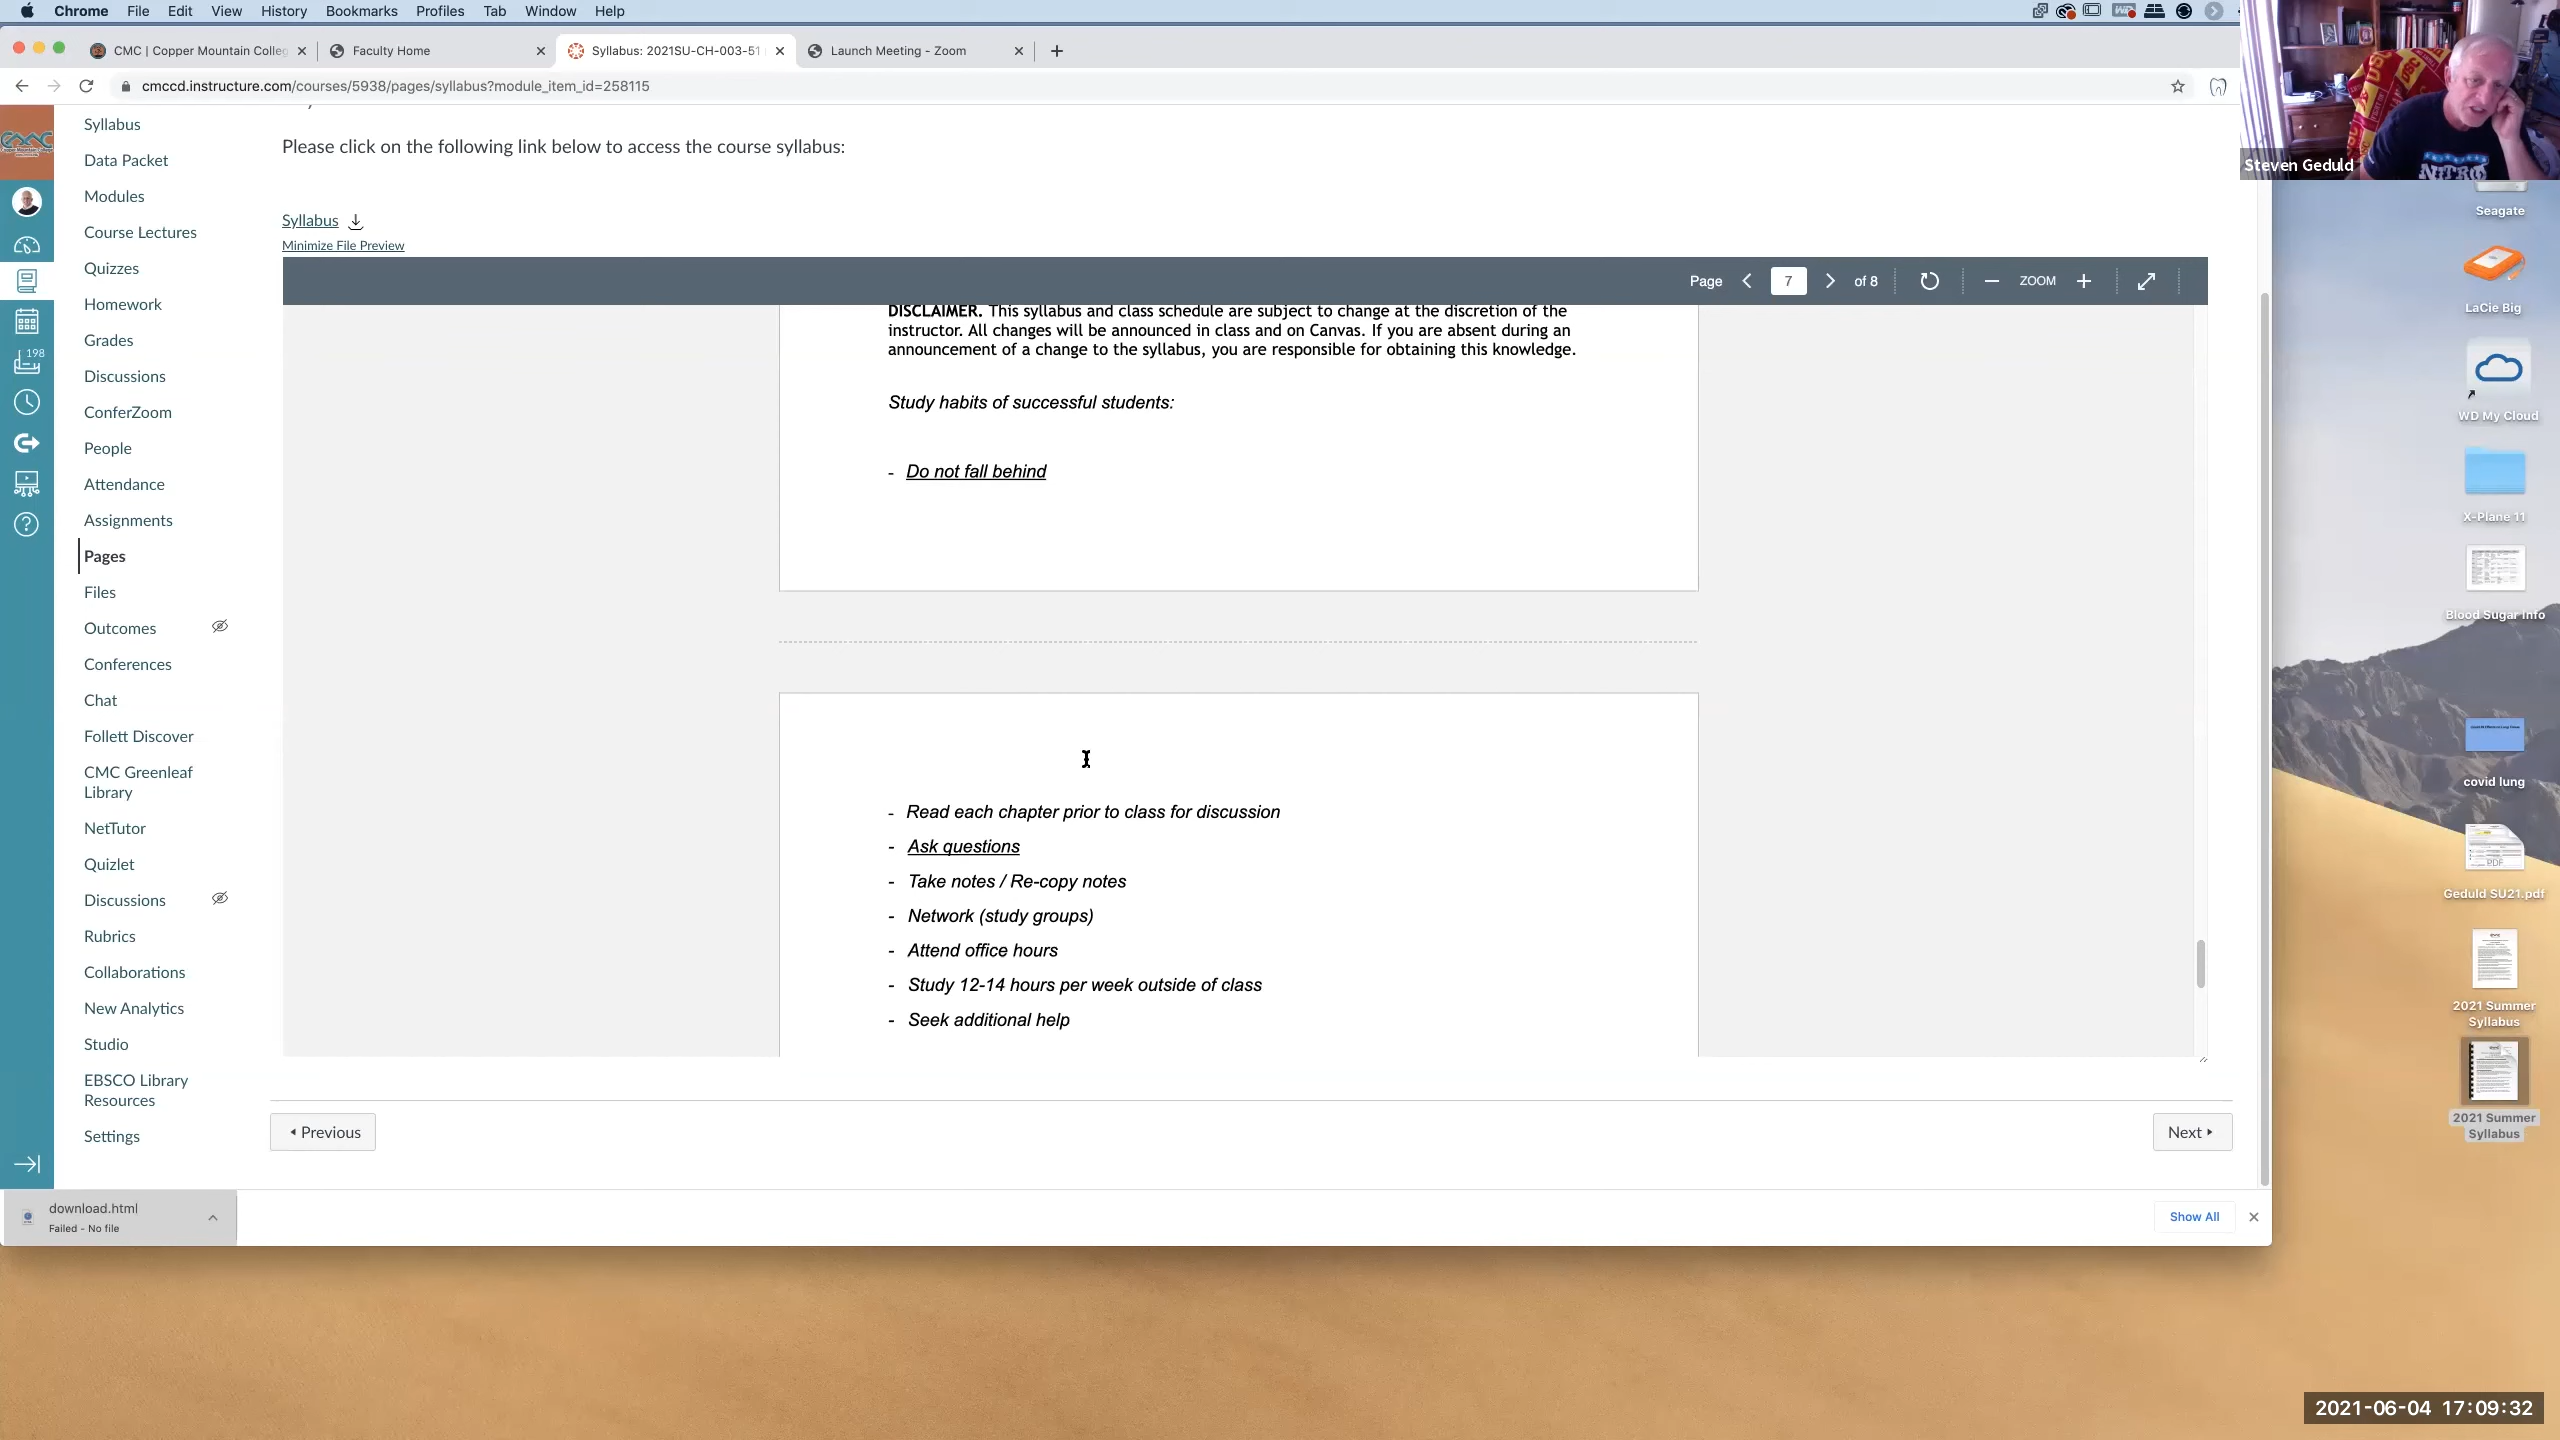 Chrome File Edit View History Bookmarks Profiles Tab Window Help
CMC | Copper Mountain Colleg
Faculty Home
Syllabus: 2021SU-CH-003-51
Launch Meeting - Zoom
cmccd.instructure.com/courses/5938/pages/syllabus?module_item_id=258115
Steven Geduld
NITRO
Syllabus
Data Packet
Modules
Course Lectures
Quizzes
Homework
Grades
Discussions
ConferZoom
People
Attendance
Assignments
Pages
Files
Outcomes
Conferences
Chat
Follett Discover
CMC Greenleaf
Library
NetTutor
Quizlet
Discussions
Rubrics
Collaborations
New Analytics
Studio
EBSCO Library
Resources
Settings
198
Please click on the following link below to access the course syllabus:
Syllabus
Minimize File Preview
Page 7 of 8 ZOOM
DISCLAIMER. This syllabus and class schedule are subject to change at the discretion of the
instructor. All changes will be announced in class and on Canvas. If you are absent during an
announcement of a change to the syllabus, you are responsible for obtaining this knowledge.
Study habits of successful students:
- Do not fall behind
- Read each chapter prior to class for discussion
- Ask questions
- Take notes / Re-copy notes
- Network (study groups)
- Attend office hours
- Study 12-14 hours per week outside of class
- Seek additional help
Previous
Next
download.html
Failed - No file
Show All
Seagate
LaCie Big
WD My Cloud
X-Plane 11
Blood Sugar Info
covid lung
PDF
Geduld SU21.pdf
2021 Summer
Syllabus
2021 Summer
Syllabus
2021-06-04 17:09:32